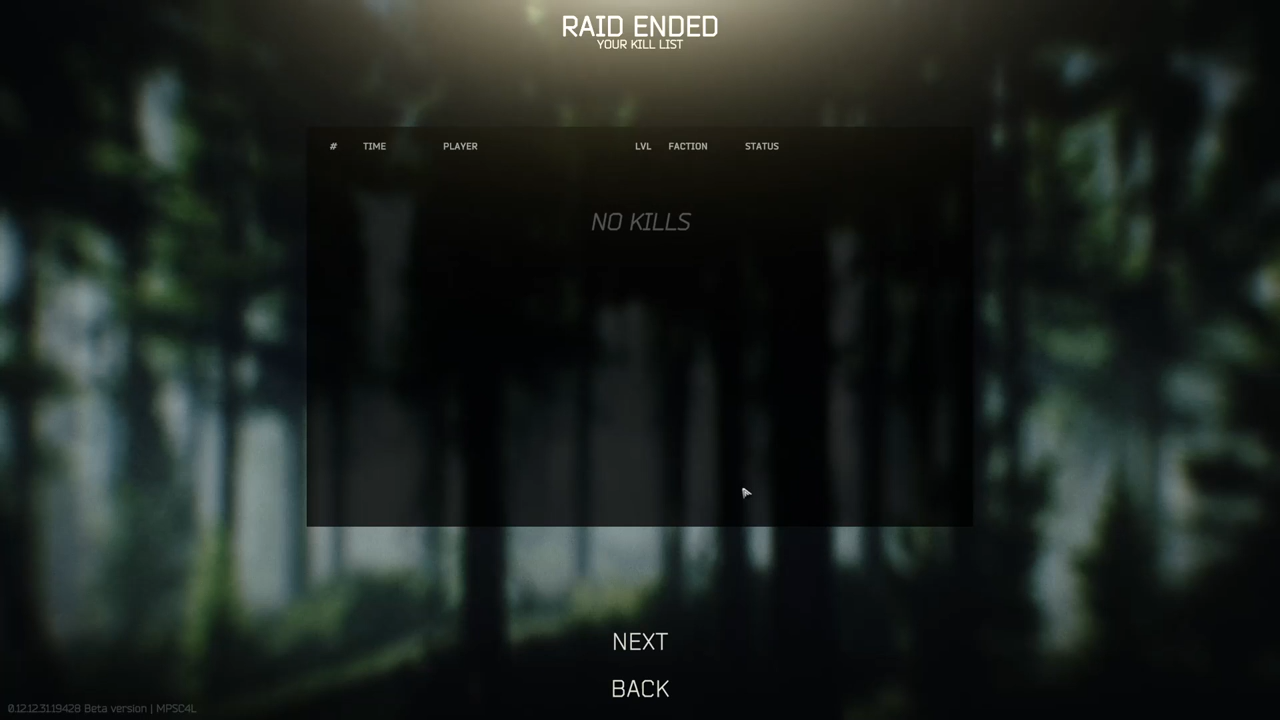 RAID ENDED
YOUR KILL LIST
# TIME PLAYER LVL FACTION STATUS
NO KILLS
NEXT
BACK
0.12.12.31.19428 Beta version | MPSC4L